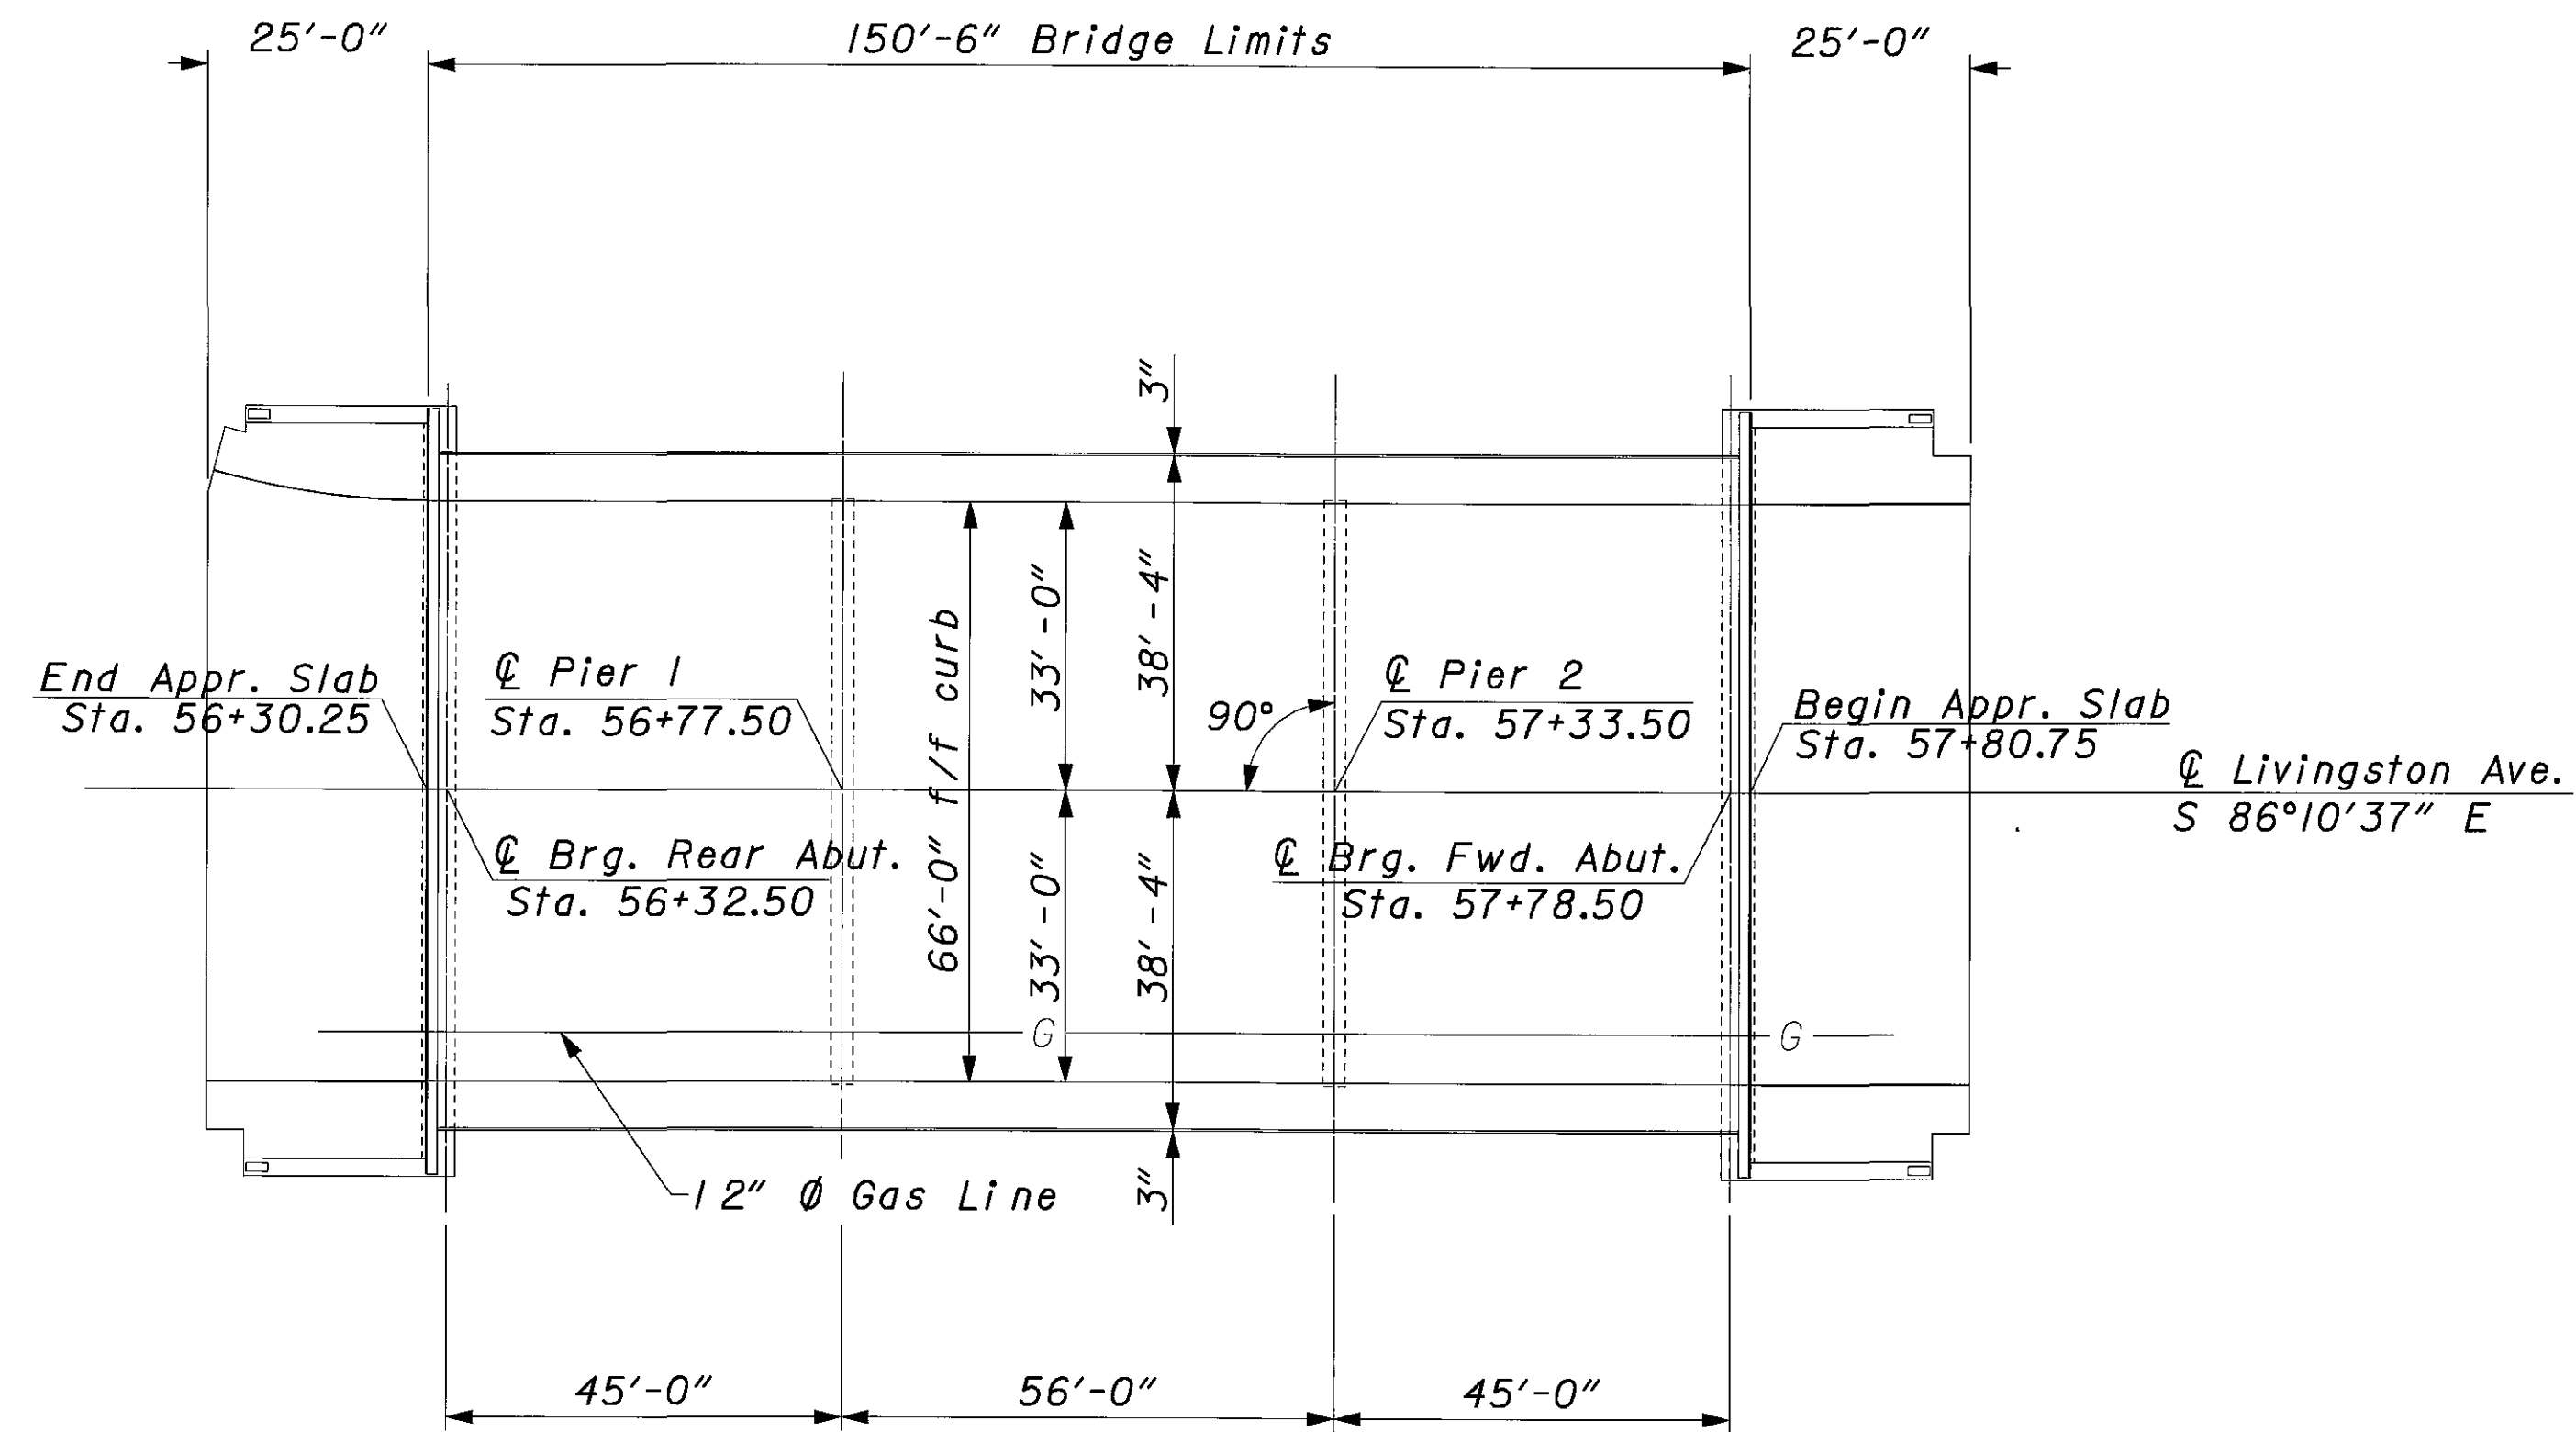 25'-0"
150'-6" Bridge Limits
25'-0"
3"
38'-4"
33'-0"
66'-0" f/f curb
End Appr. Slab
Sta. 56+30.25
℄ Pier 1
Sta. 56+77.50
90°
℄ Pier 2
Sta. 57+33.50
Begin Appr. Slab
Sta. 57+80.75
℄ Livingston Ave.
S 86°10'37" E
℄ Brg. Rear Abut.
Sta. 56+32.50
℄ Brg. Fwd. Abut.
Sta. 57+78.50
33'-0"
38'-4"
G
G
12" Ø Gas Line
3"
45'-0"
56'-0"
45'-0"